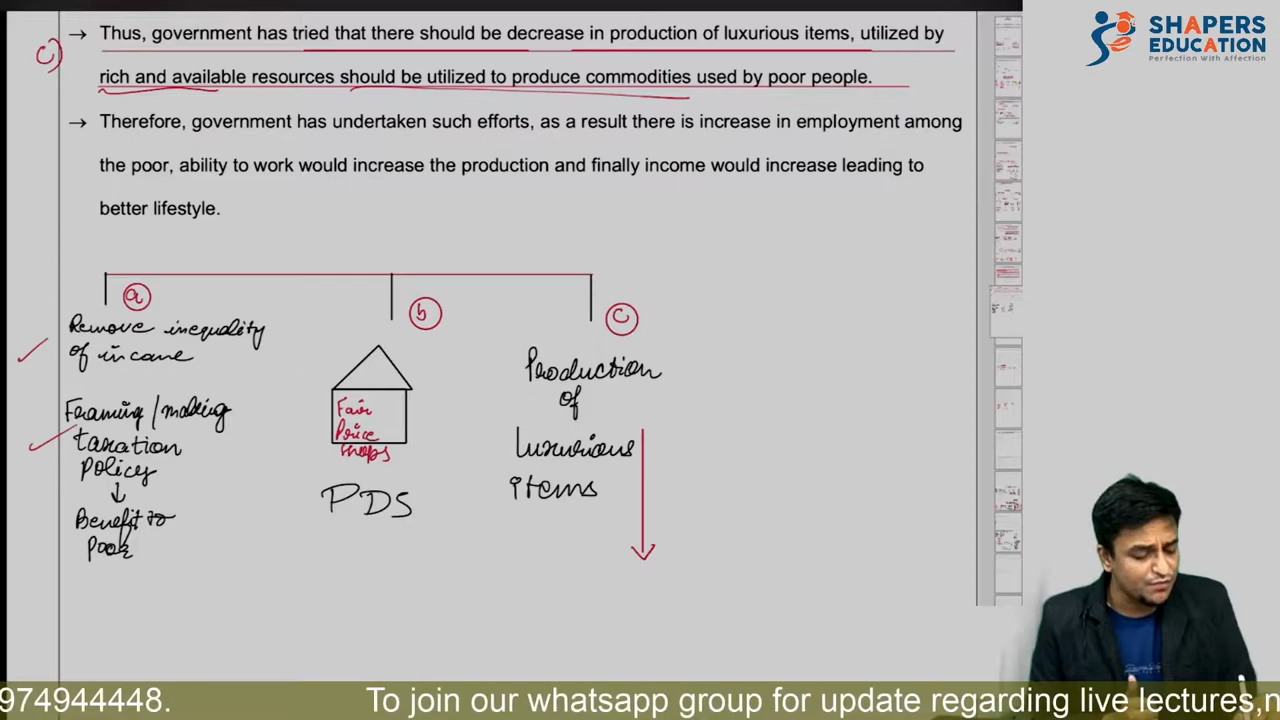 SHAPERS
EDUCATION
Perfection With Affection
c)
→ Thus, government has tried that there should be decrease in production of luxurious items, utilized by
rich and available resources should be utilized to produce commodities used by poor people.
→ Therefore, government has undertaken such efforts, as a result there is increase in employment among
the poor, ability to work would increase the production and finally income would increase leading to
better lifestyle.
a
Remove inequality
of income
Framing / making
taxation
policy
↓
Benefit to
Poor
b
Fair
Price
Shops
PDS
c
Production
of
Luxurious
items
974944448.
To join our whatsapp group for update regarding live lectures,n